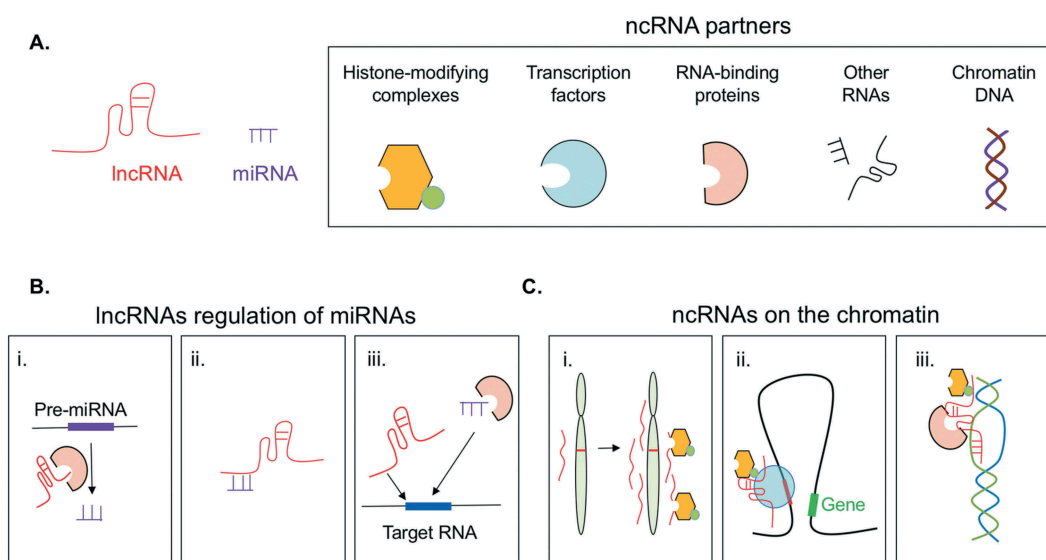 A.
ncRNA partners
lncRNA
miRNA
Histone-modifying
complexes
Transcription
factors
RNA-binding
proteins
Other
RNAs
Chromatin
DNA
B.
lncRNAs regulation of miRNAs
i.
Pre-miRNA
ii.
iii.
Target RNA
C.
ncRNAs on the chromatin
i.
ii.
Gene
iii.